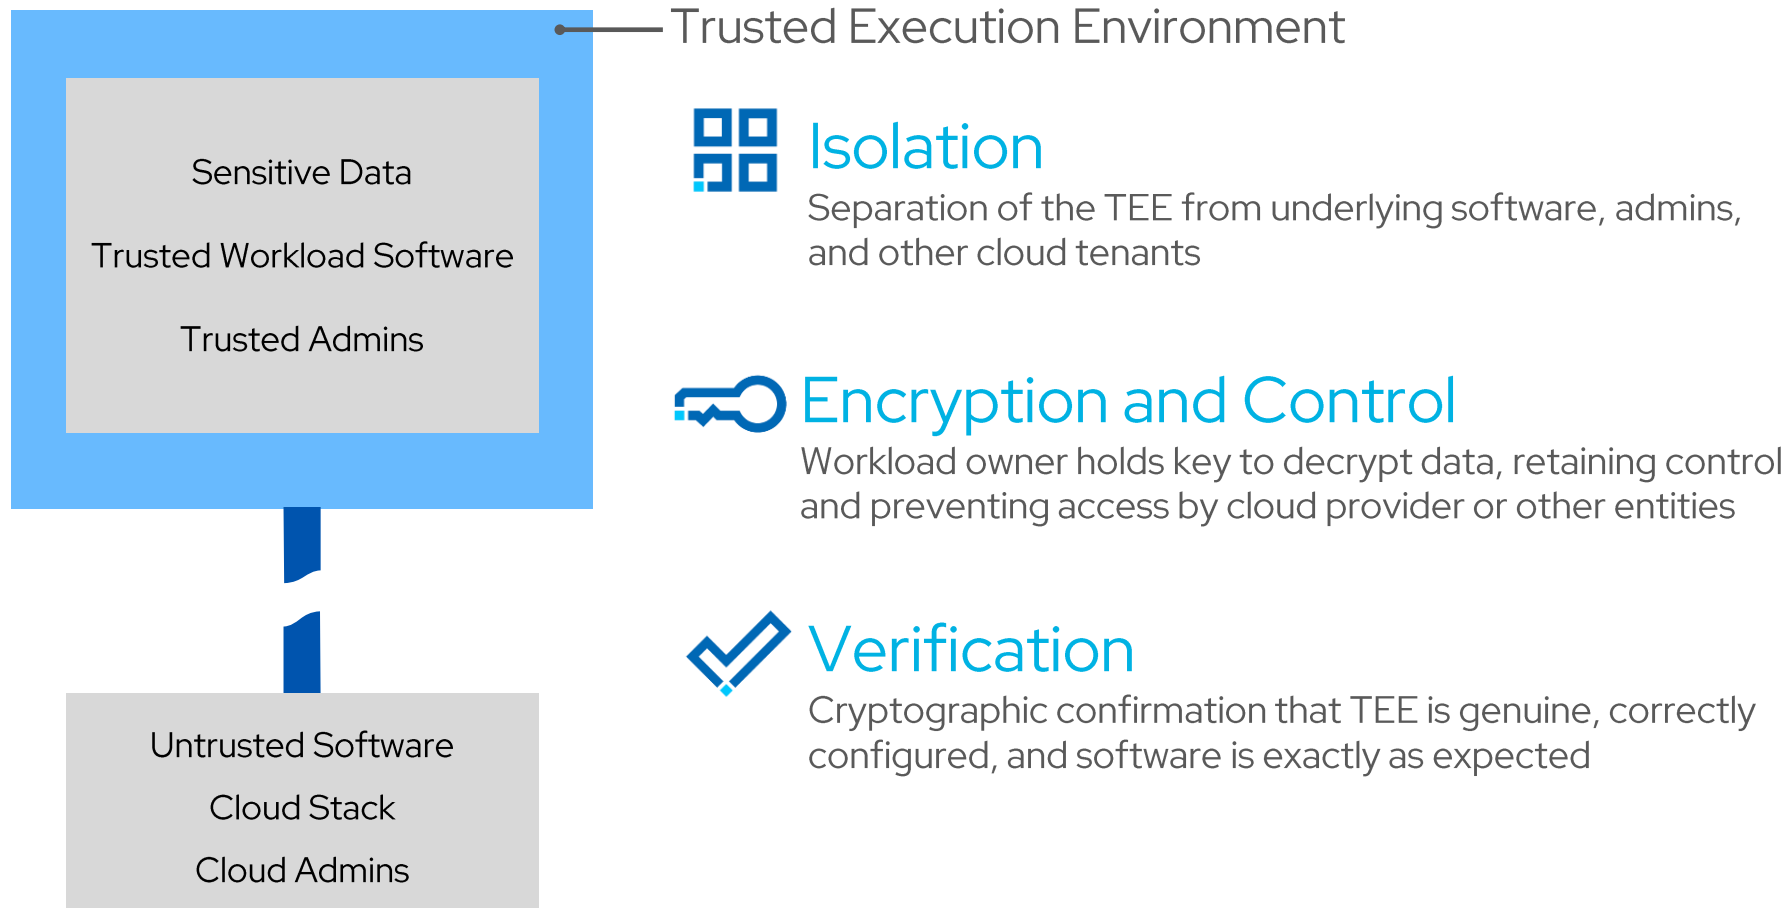 Trusted Execution Environment
Sensitive Data
Trusted Workload Software
Trusted Admins
Isolation
Separation of the TEE from underlying software, admins,
and other cloud tenants
Encryption and Control
Workload owner holds key to decrypt data, retaining control
and preventing access by cloud provider or other entities
Verification
Cryptographic confirmation that TEE is genuine, correctly
configured, and software is exactly as expected
Untrusted Software
Cloud Stack
Cloud Admins